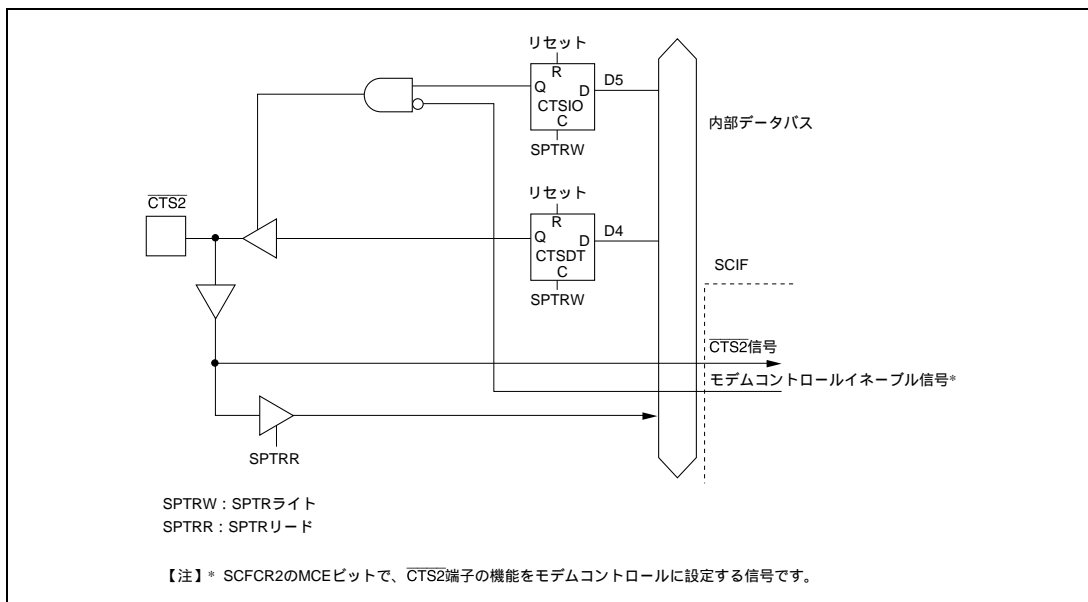 リセット
R
Q
D
D5
CTSIO
C
内部データバス
SPTRW
CTS2
リセット
R
Q
D
D4
CTSDT
C
SCIF
SPTRW
CTS2信号
モデムコントロールイネーブル信号*
SPTRR
SPTRW : SPTRライト
SPTRR : SPTRリード
【注】* SCFCR2のMCEビットで、CTS2端子の機能をモデムコントロールに設定する信号です。